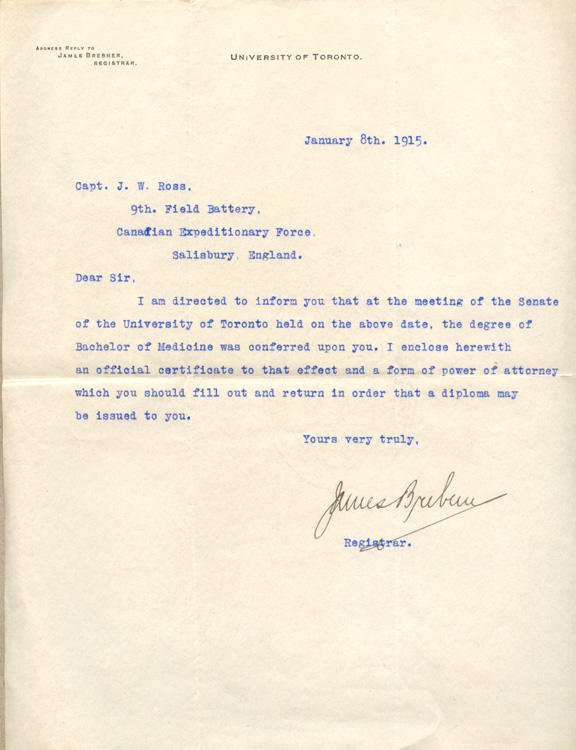 ADDRESS REPLY TO
JAMES BREBNER,
REGISTRAR.
UNIVERSITY OF TORONTO.
January 8th. 1915.
Capt. J. W. Ross,
9th. Field Battery,
Canadian Expeditionary Force,
Salisbury, England.
Dear Sir,
I am directed to inform you that at the meeting of the Senate
of the University of Toronto held on the above date, the degree of
Bachelor of Medicine was conferred upon you. I enclose herewith
an official certificate to that effect and a form of power of attorney
which you should fill out and return in order that a diploma may
be issued to you.
Yours very truly,
James Brebner
Registrar.